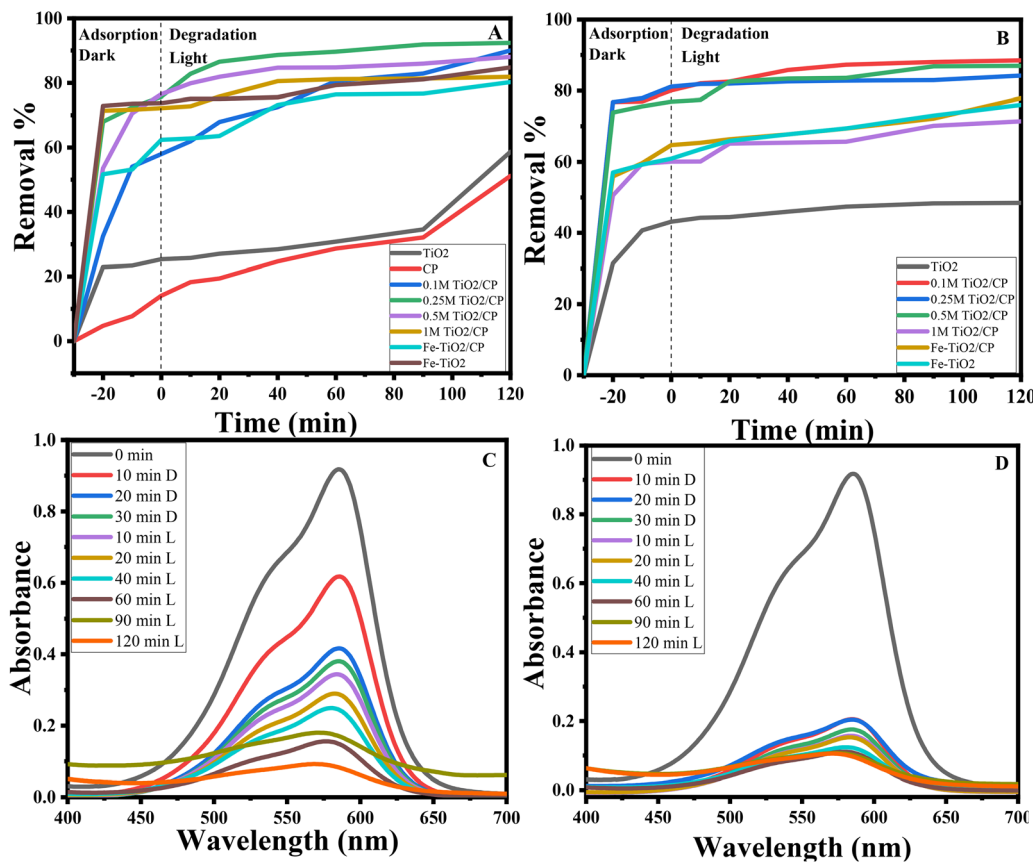 Adsorption
Dark
Degradation
Light
A
Removal %
100
80
60
40
20
0
-20
0
20
40
60
80
100
120
Time (min)
TiO2
CP
0.1M TiO2/CP
0.25M TiO2/CP
0.5M TiO2/CP
1M TiO2/CP
Fe-TiO2/CP
Fe-TiO2
Adsorption
Dark
Degradation
Light
B
Removal %
100
80
60
40
20
0
-20
0
20
40
60
80
100
120
Time (min)
TiO2
0.1M TiO2/CP
0.25M TiO2/CP
0.5M TiO2/CP
1M TiO2/CP
Fe-TiO2/CP
Fe-TiO2
C
Absorbance
1.0
0.8
0.6
0.4
0.2
0.0
400
450
500
550
600
650
700
Wavelength (nm)
0 min
10 min D
20 min D
30 min D
10 min L
20 min L
40 min L
60 min L
90 min L
120 min L
D
Absorbance
1.0
0.8
0.6
0.4
0.2
0.0
400
450
500
550
600
650
700
Wavelength (nm)
0 min
10 min D
20 min D
30 min D
10 min L
20 min L
40 min L
60 min L
90 min L
120 min L